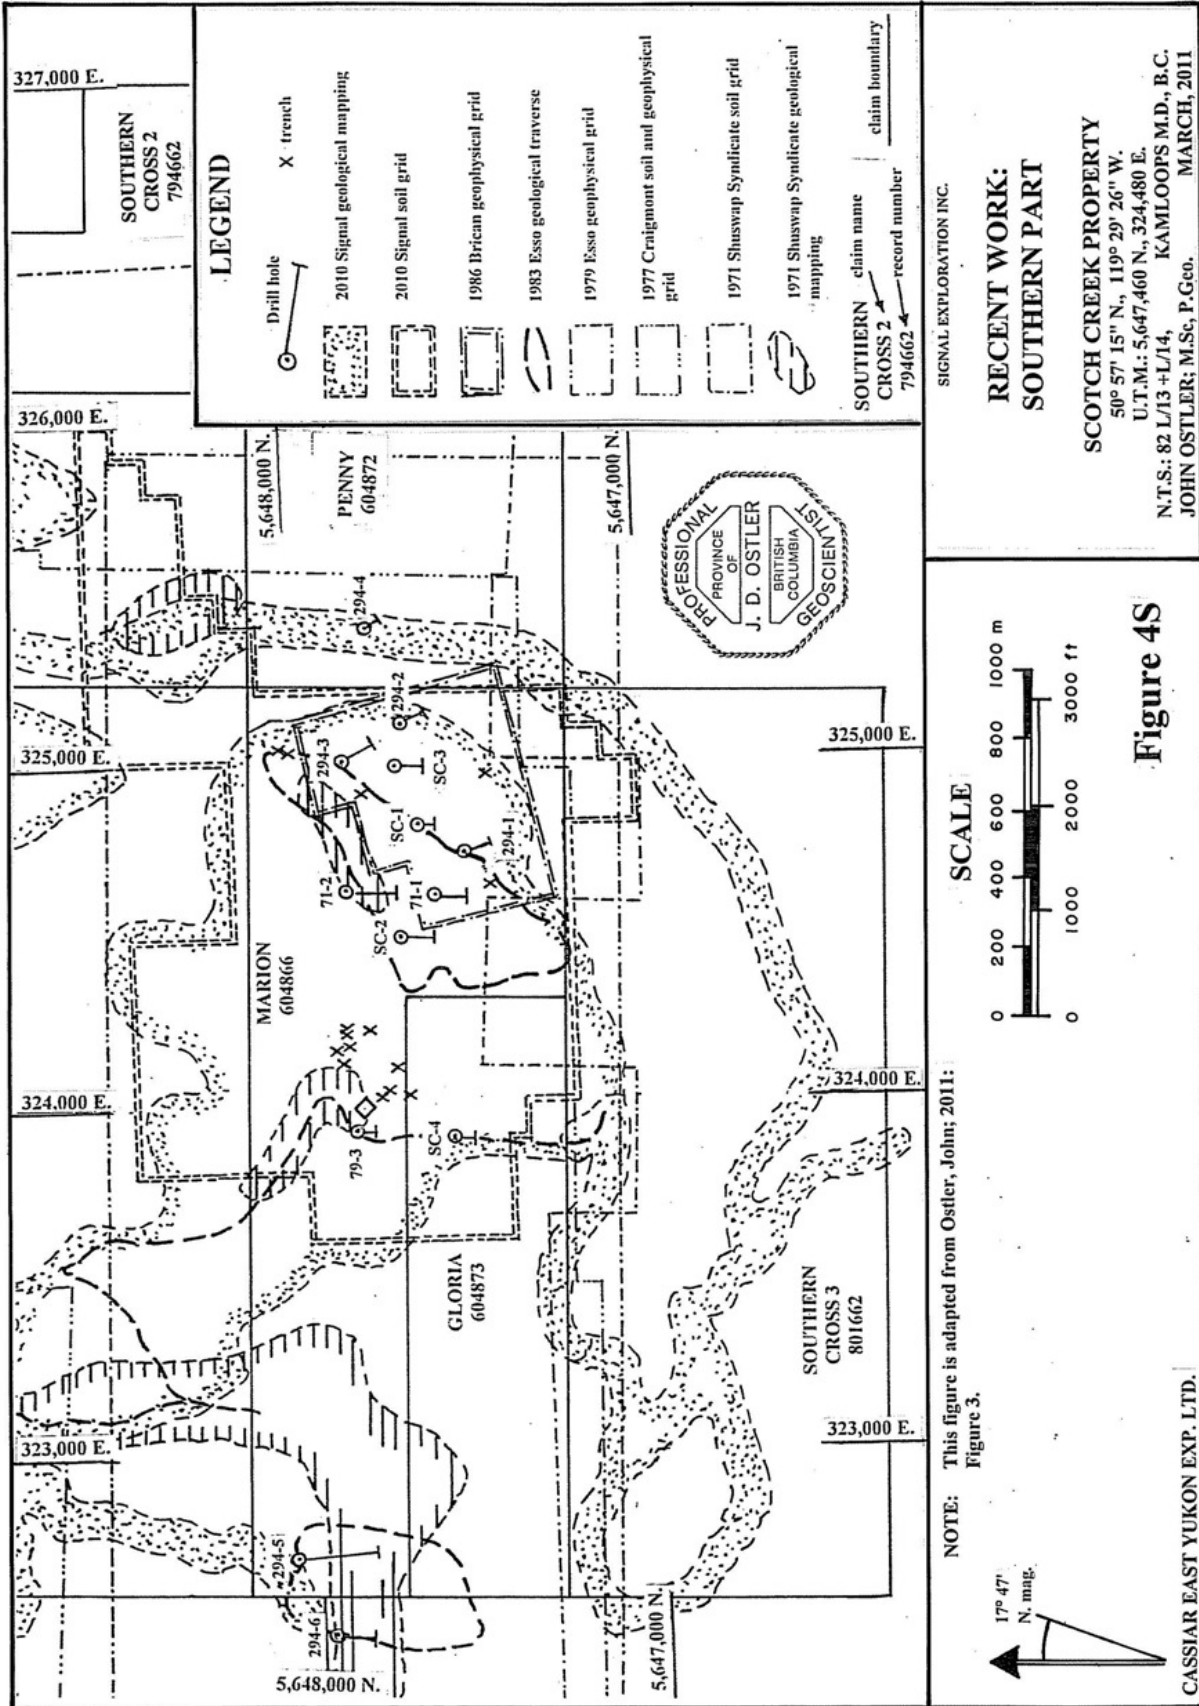 327,000 E.
326,000 E.
325,000 E.
324,000 E.
323,000 E.
SOUTHERN
CROSS 2
794662
LEGEND
Drill hole
X trench
2010 Signal geological mapping
2010 Signal soil grid
1986 Brican geophysical grid
1983 Esso geological traverse
1979 Esso geophysical grid
1977 Craigmont soil and geophysical
grid
1971 Shuswap Syndicate soil grid
1971 Shuswap Syndicate geological
mapping
SOUTHERN
CROSS 2
794662
claim name
record number
claim boundary
5,648,000 N.
PENNY
604872
5,647,000 N.
294-4
294-2
294-3
SC-3
SC-1
294-1
71-2
71-1
SC-2
MARION
604866
79-3
SC-4
GLORIA
604873
SOUTHERN
CROSS 3
801662
294-5
294-6
5,648,000 N.
5,647,000 N.
325,000 E.
324,000 E.
323,000 E.
PROFESSIONAL
PROVINCE
OF
J. D. OSTLER
BRITISH
COLUMBIA
GEOSCIENTIST
SIGNAL EXPLORATION INC.
RECENT WORK:
SOUTHERN PART
SCOTCH CREEK PROPERTY
50° 57' 15" N., 119° 29' 26" W.
U.T.M.: 5,647,460 N., 324,480 E.
N.T.S.: 82 L/13 +L/14, KAMLOOPS M.D., B.C.
JOHN OSTLER; M.Sc, P.Geo. MARCH, 2011
SCALE
0 200 400 600 800 1000 m
0 1000 2000 3000 ft
Figure 4S
NOTE: This figure is adapted from Ostler, John; 2011:
Figure 3.
17° 47'
N. mag.
CASSIAR EAST YUKON EXP. LTD.